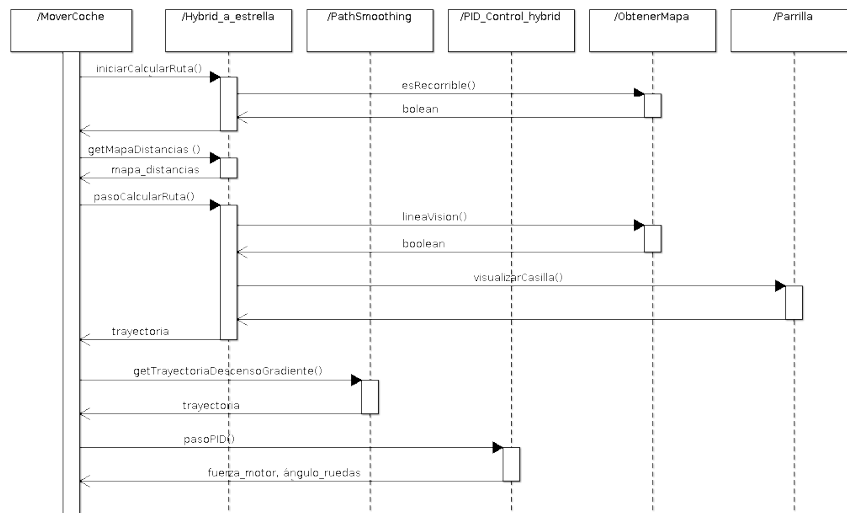 /MoverCoche
/Hybrid_a_estrella
/PathSmoothing
/PID_Control_hybrid
/ObtenerMapa
/Parrilla
iniciarCalcularRuta()
esRecorrible()
bolean
getMapaDistancias ()
mapa_distancias
pasoCalcularRuta()
lineaVision()
boolean
visualizarCasilla()
trayectoria
getTrayectoriaDescensoGradiente()
trayectoria
pasoPID()
fuerza_motor, ángulo_ruedas